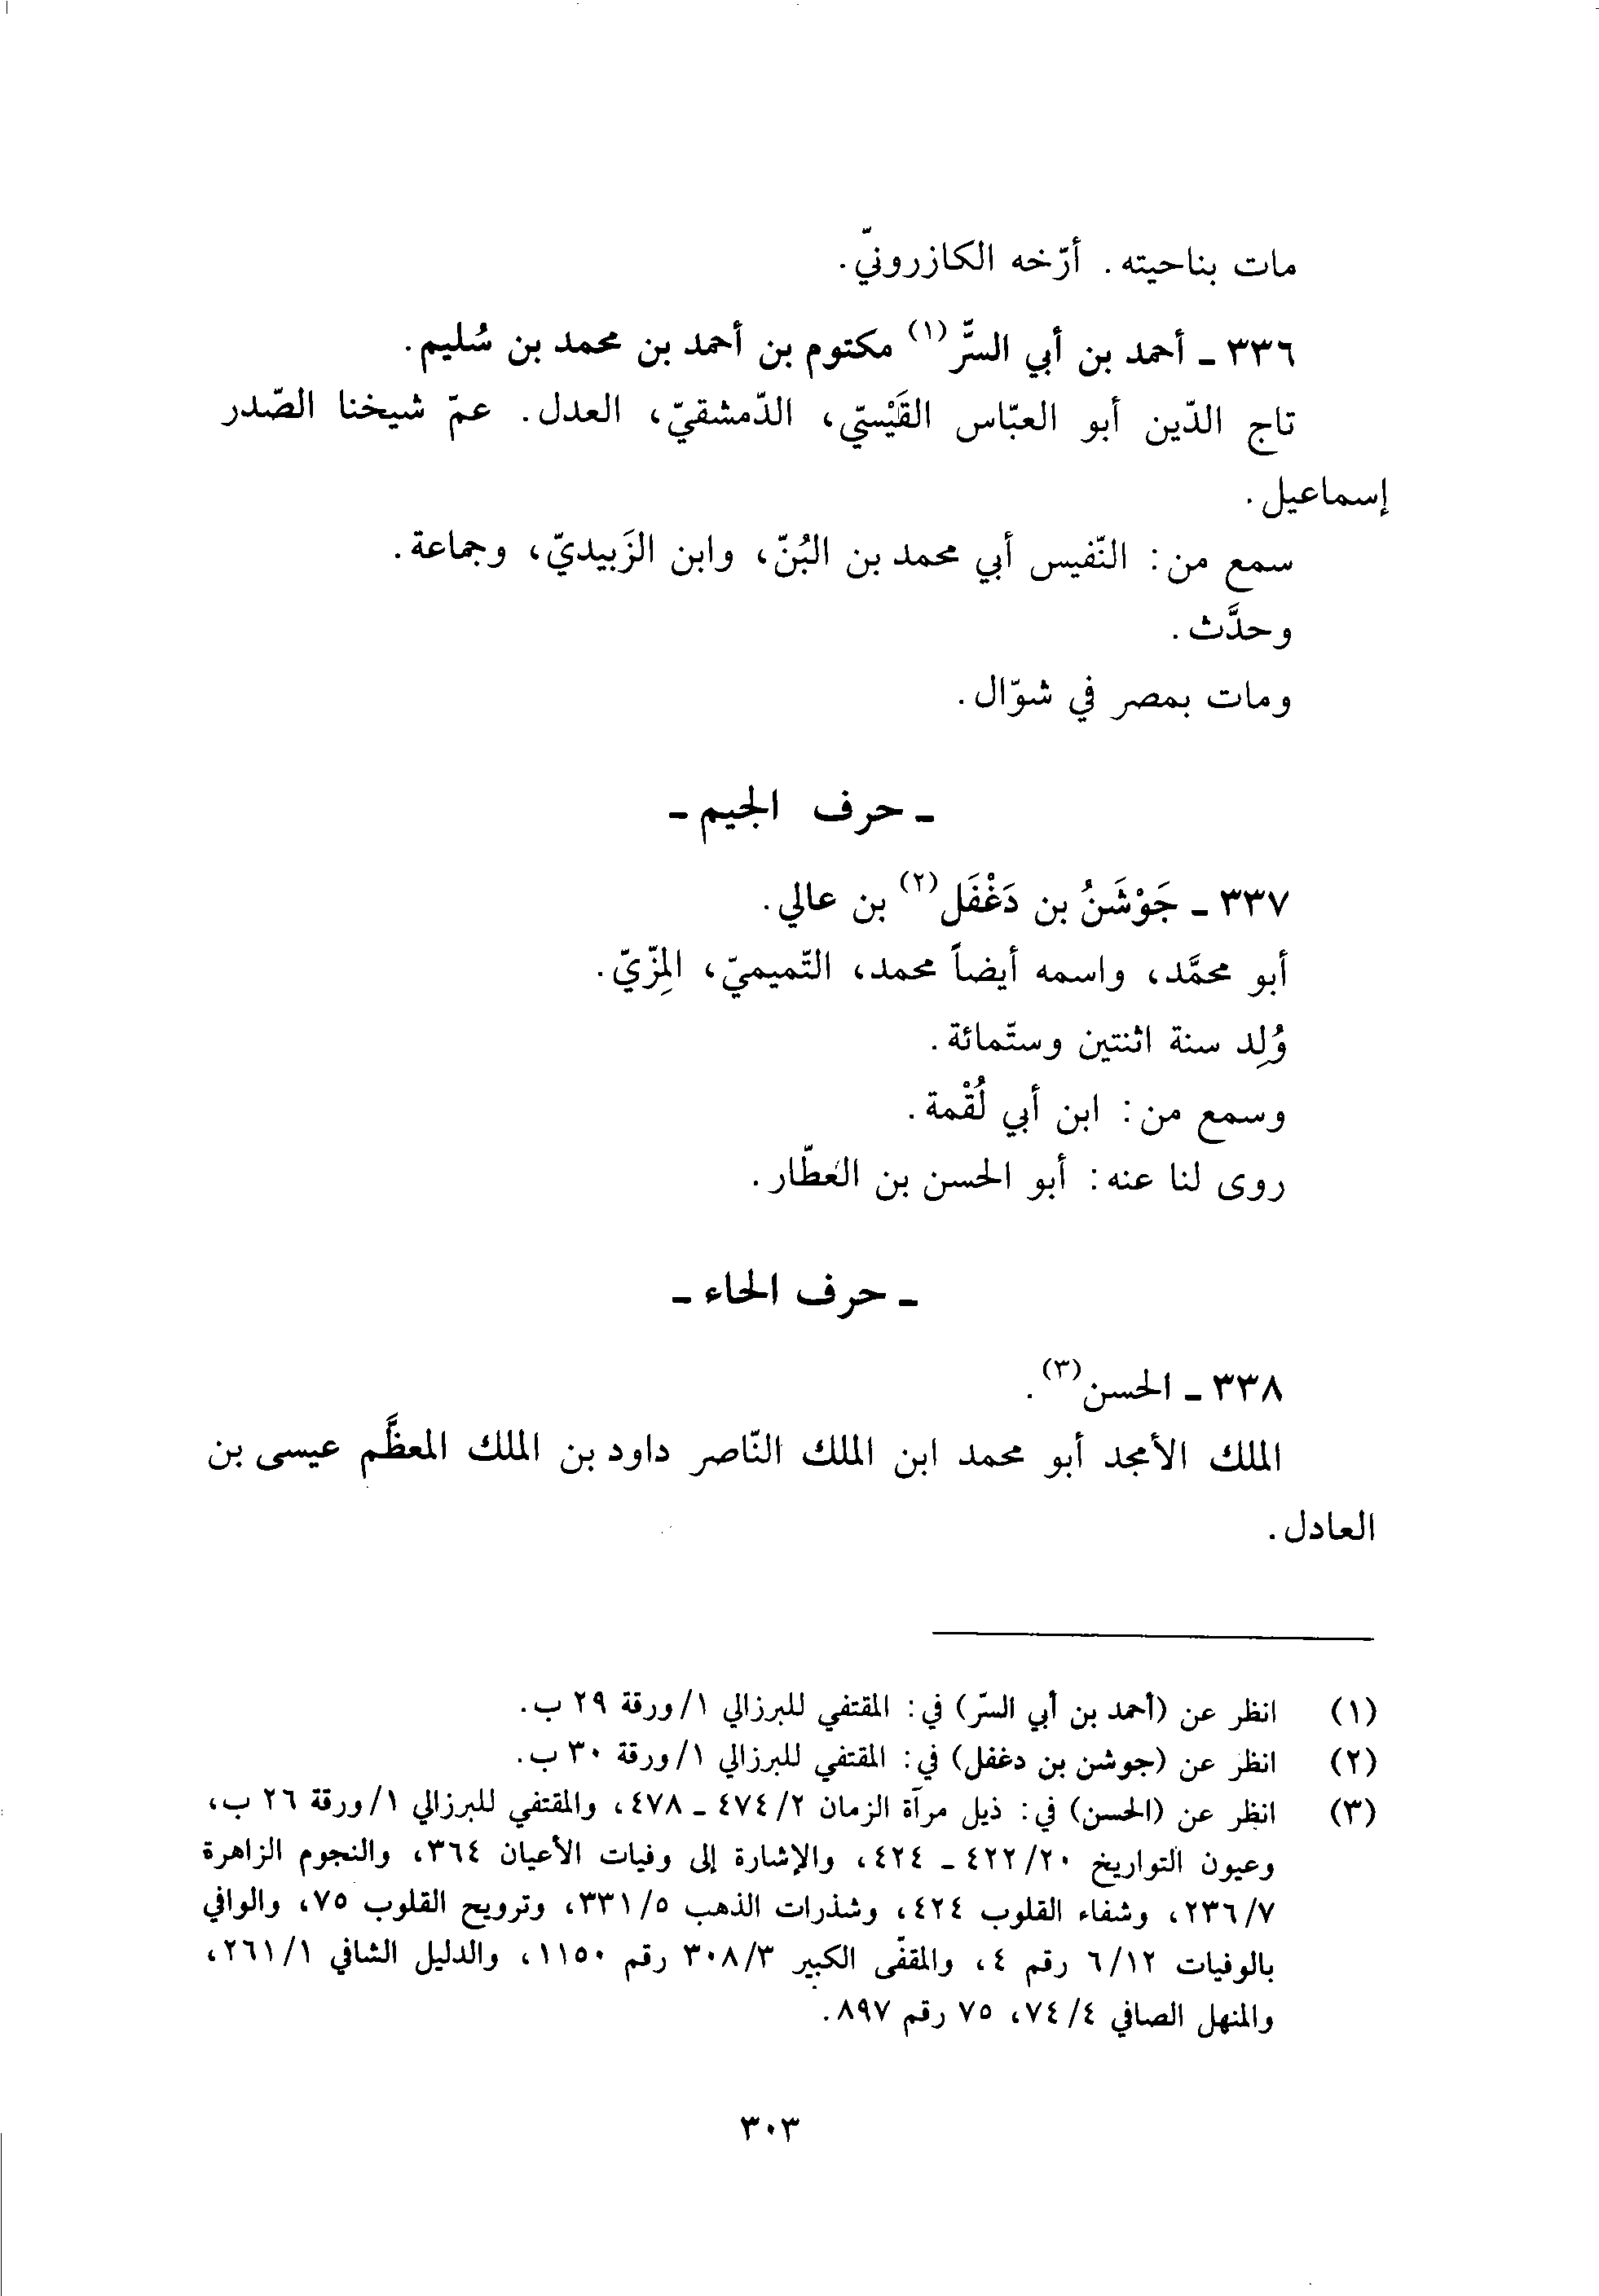 مات بناحيته. أرّخه الكازرونيّ.
٣٣٦ ـ أحمد بن أبي السرَّ(١) مكتوم بن أحمد بن محمد بن سُليم.
تاج الدّين أبو العبّاس القَيْسيّ، الدّمشقيّ، العدل. عمّ شيخنا الصّدر
إسماعيل.
سمع من: النّفيس أبي محمد بن البُنّ، وابن الزَبيديّ، وجماعة.
وحدَّث.
ومات بمصر في شوّال.
ـ حرف الجيم ـ
٣٣٧ ـ جَوْشَنُ بن دَغْفَل(٢) بن عالي.
أبو محمَّد، واسمه أيضاً محمد، التّميميّ، المِزّيّ.
وُلِد سنة اثنتين وستّمائة.
وسمع من: ابن أبي لُقْمة.
روى لنا عنه: أبو الحسن بن العطّار.
ـ حرف الحاء ـ
٣٣٨ ـ الحسن(٣).
الملك الأمجد أبو محمد ابن الملك النّاصر داود بن الملك المعظَّم عيسى بن
العادل.
(١) انظر عن (أحمد بن أبي السرّ) في: المقتفي للبرزالي ١/ورقة ٢٩ ب.
(٢) انظر عن (جوشن بن دغفل) في: المقتفي للبرزالي ١/ورقة ٣٠ ب.
(٣) انظر عن (الحسن) في: ذيل مرآة الزمان ٢/٤٧٤ ـ ٤٧٨، والمقتفي للبرزالي ١/ورقة ٢٦ ب،
وعيون التواريخ ٢٠/٤٢٢ ـ ٤٢٤، والإشارة إلى وفيات الأعيان ٣٦٤، والنجوم الزاهرة
٧/٢٣٦، وشفاء القلوب ٤٢٤، وشذرات الذهب ٥/٣٣١، وترويح القلوب ٧٥، والوافي
بالوفيات ١٢/٦ رقم ٤، والمقفّى الكبير ٣/٣٠٨ رقم ١١٥٠، والدليل الشافي ١/٢٦١،
والمنهل الصافي ٤/٧٤، ٧٥ رقم ٨٩٧.
٣٠٣